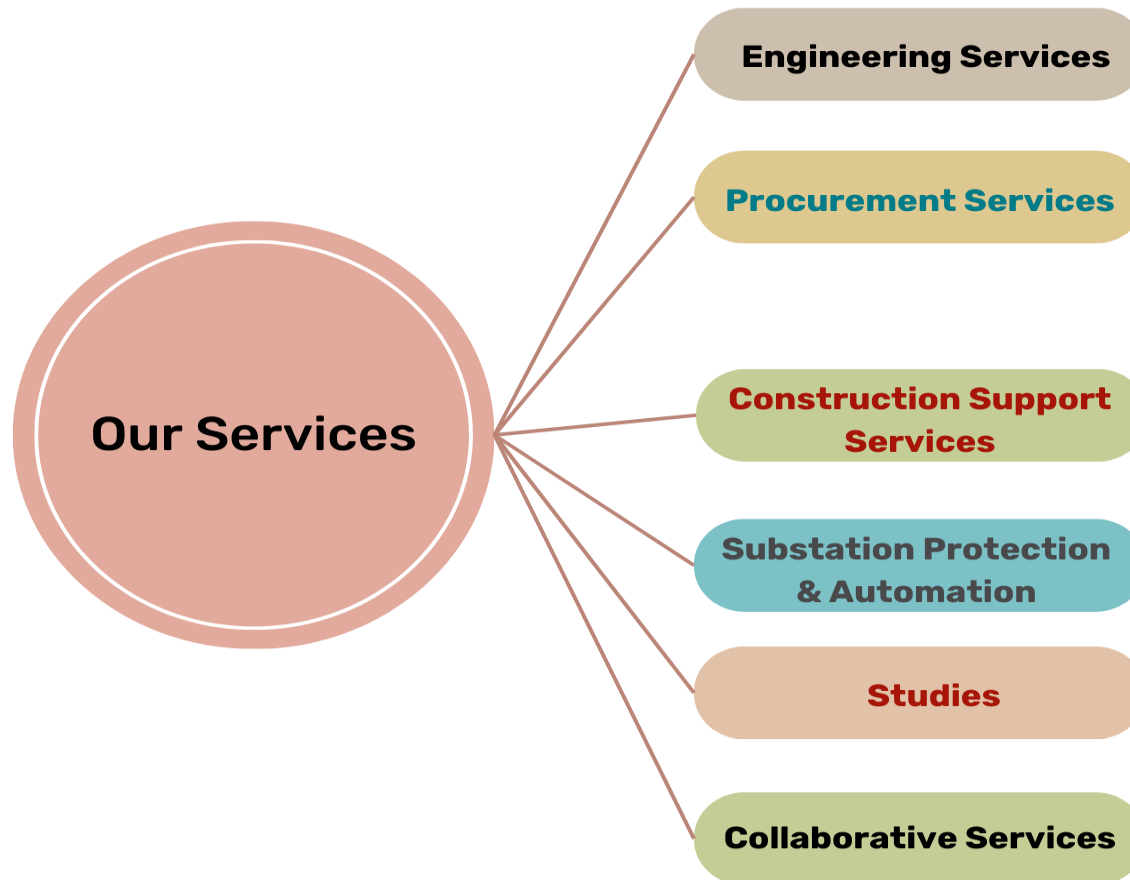 Engineering Services
Procurement Services
Our Services
Construction Support
Services
Substation Protection
& Automation
Studies
Collaborative Services